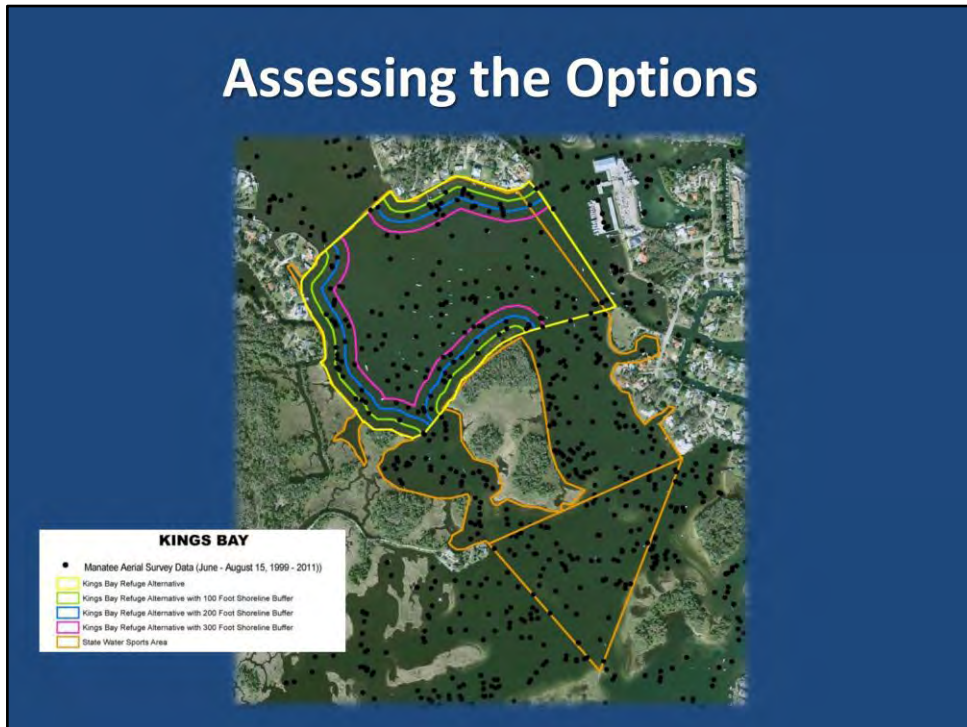 Assessing the Options
KINGS BAY
Manatee Aerial Survey Data (June - August 15, 1999 - 2011))
Kings Bay Refuge Alternative
Kings Bay Refuge Alternative with 100 Foot Shoreline Buffer
Kings Bay Refuge Alternative with 200 Foot Shoreline Buffer
Kings Bay Refuge Alternative with 300 Foot Shoreline Buffer
State Water Sports Area